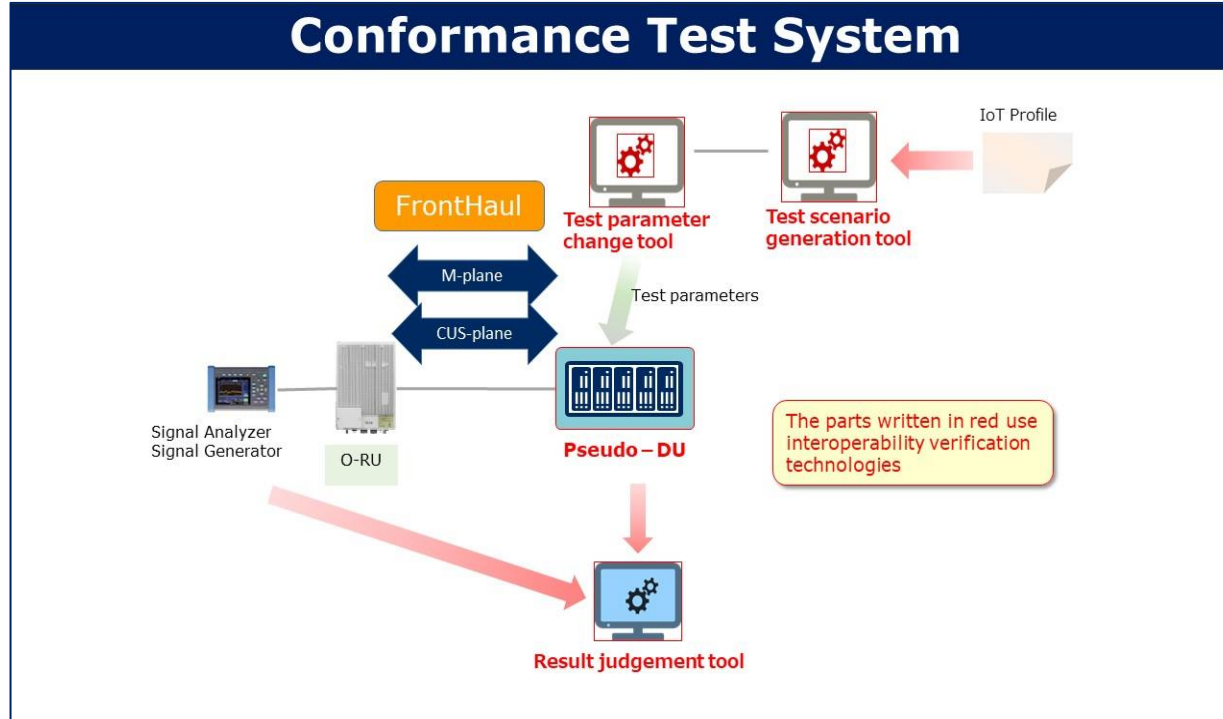 Conformance Test System
IoT Profile
FrontHaul
Test parameter
change tool
Test scenario
generation tool
M-plane
Test parameters
CUS-plane
Signal Analyzer
Signal Generator
O-RU
Pseudo – DU
The parts written in red use
interoperability verification
technologies
Result judgement tool